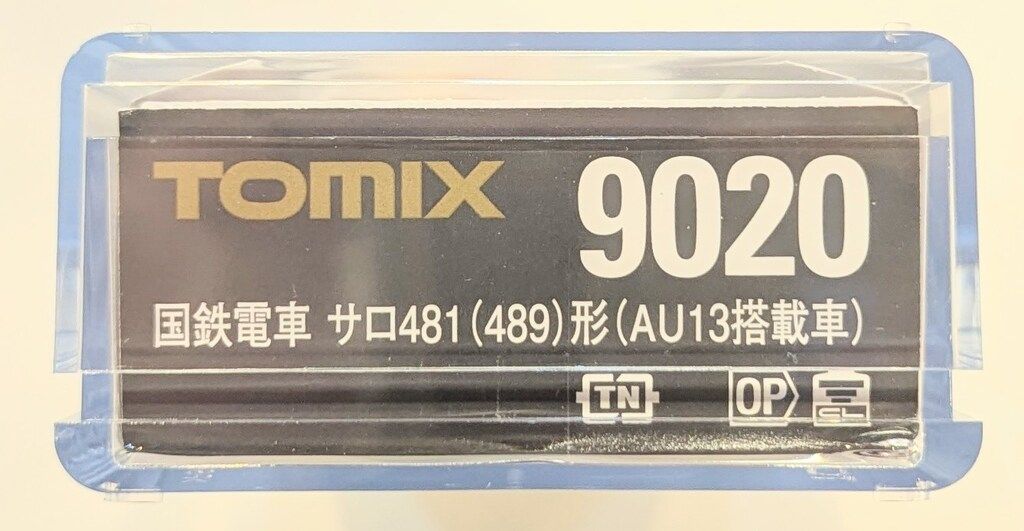 TOMIX 9020
国鉄電車 サロ481(489)形(AU13搭載車)
TN OP CL